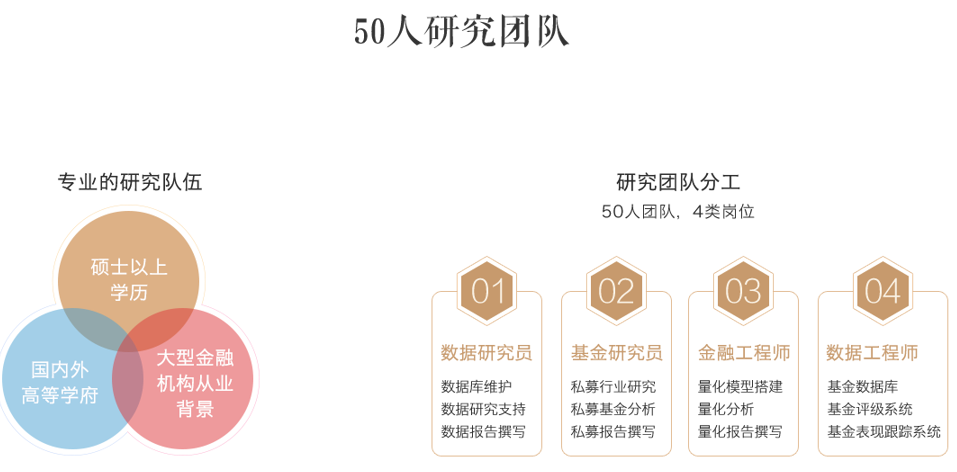 50人研究团队
专业的研究队伍
硕士以上
学历
国内外
高等学府
大型金融
机构从业
背景
研究团队分工
50人团队，4类岗位
01
数据研究员
数据库维护
数据研究支持
数据报告撰写
02
基金研究员
私募行业研究
私募基金分析
私募报告撰写
03
金融工程师
量化模型搭建
量化分析
量化报告撰写
04
数据工程师
基金数据库
基金评级系统
基金表现跟踪系统